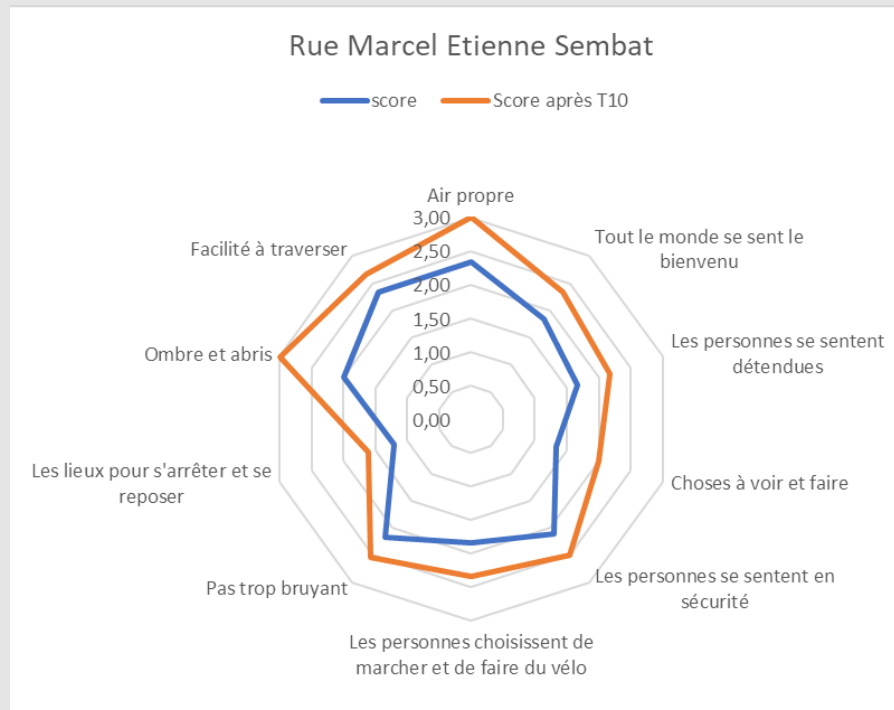 Rue Marcel Etienne Sembat
score
Score après T10
Air propre
3,00
2,50
2,00
1,50
1,00
0,50
0,00
Tout le monde se sent le
bienvenu
Les personnes se sentent
détendues
Choses à voir et faire
Les personnes se sentent en
sécurité
Les personnes choisissent de
marcher et de faire du vélo
Pas trop bruyant
Les lieux pour s'arrêter et se
reposer
Ombre et abris
Facilité à traverser